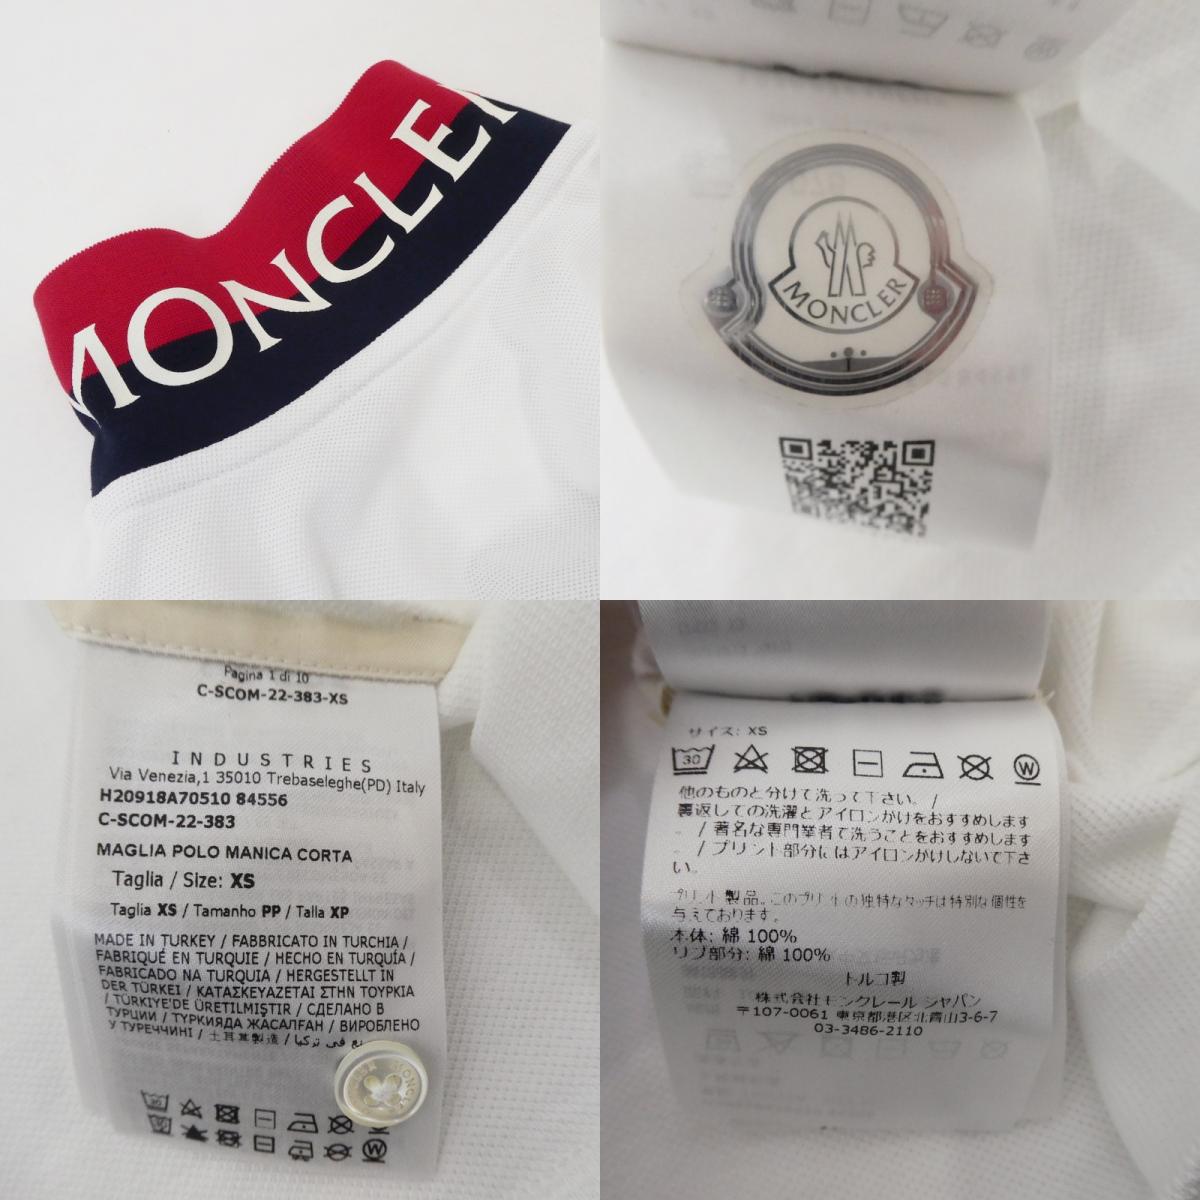 MONCLE
MONCLER
Pagina 1 di 10
C-SCOM-22-383-XS
INDUSTRIES
Via Venezia,1 35010 Trebaseleghe(PD) Italy
H20918A70510 84556
C-SCOM-22-383
MAGLIA POLO MANICA CORTA
Taglia / Size: XS
Taglia XS / Tamanho PP / Talla XP
MADE IN TURKEY / FABBRICATO IN TURCHIA /
FABRIQUÉ EN TURQUIE / HECHO EN TURQUÍA /
FABRICADO NA TURQUIA / HERGESTELLT IN
DER TÜRKEI / ΚΑΤΑΣΚΕΥΑΖΕΤΑΙ ΣΤΗΝ ΤΟΥΡΚΙΑ
/ TÜRKİYE'DE ÜRETİLMİŞTİR / СДЕЛАНО В
ТУРЦИИ / ТҮРКИЯДА ЖАСАЛҒАН / ВИРОБЛЕНО
У ТУРЕЧЧИНІ / 土耳其製造 / في تركيا
サイズ: XS
30
W
他のものと分けて洗って下さい。 /
裏返しての洗濯とアイロンかけをおすすめします
。 / 著名な専門業者で洗うことをおすすめします
。 / プリント部分にはアイロンかけしないで下さ
い。
プリント製品。このプリントの独特なタッチは特別な個性を
与えております。
本体: 綿 100%
リブ部分: 綿 100%
トルコ製
株式会社モンクレール ジャパン
〒107-0061 東京都港区北青山3-6-7
03-3486-2110